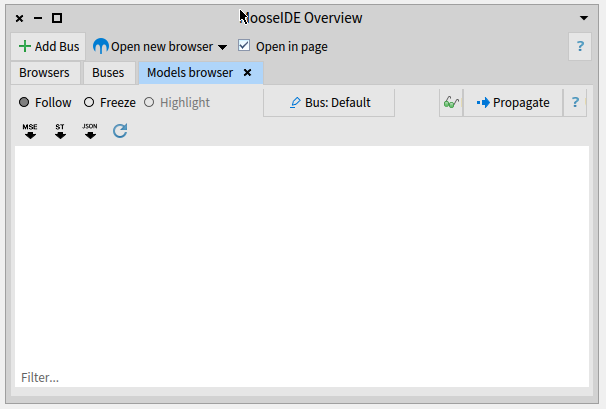 MooseIDE Overview
Add Bus Open new browser Open in page ?
Browsers Buses Models browser
Follow Freeze Highlight Bus: Default Propagate ?
MSE ST JSON
Filter...